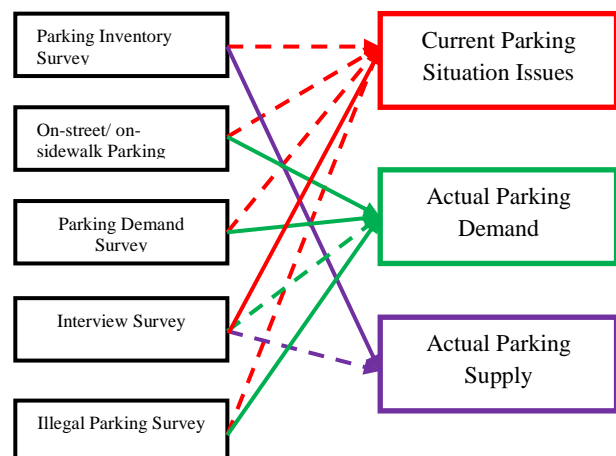 Parking Inventory
Survey
On-street/ on-
sidewalk Parking
Parking Demand
Survey
Interview Survey
Illegal Parking Survey
Current Parking
Situation Issues
Actual Parking
Demand
Actual Parking
Supply